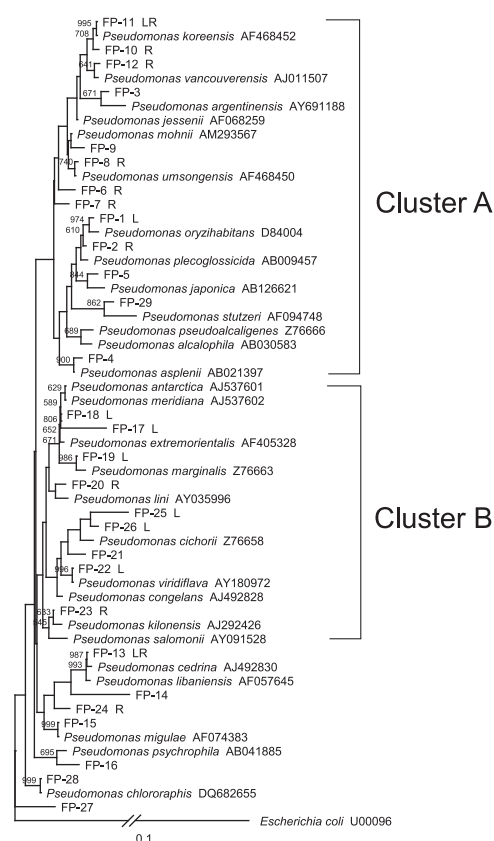 FP-11 LR
995
708
Pseudomonas koreensis AF468452
FP-10 R
FP-12 R
641
Pseudomonas vancouverensis AJ011507
FP-3
671
Pseudomonas argentinensis AY691188
Pseudomonas jessenii AF068259
Pseudomonas mohnii AM293567
FP-9
FP-8 R
740
Pseudomonas umsongensis AF468450
FP-6 R
FP-7 R
Cluster A
FP-1 L
974
610
Pseudomonas oryzihabitans D84004
FP-2 R
Pseudomonas plecoglossicida AB009457
FP-5
844
Pseudomonas japonica AB126621
FP-29
862
Pseudomonas stutzeri AF094748
Pseudomonas pseudoalcaligenes Z76666
689
Pseudomonas alcalophila AB030583
FP-4
900
Pseudomonas asplenii AB021397
Pseudomonas antarctica AJ537601
629
Pseudomonas meridiana AJ537602
589
FP-18 L
806
FP-17 L
652
671
Pseudomonas extremorientalis AF405328
FP-19 L
986
Pseudomonas marginalis Z76663
FP-20 R
Pseudomonas lini AY035996
FP-25 L
Cluster B
FP-26 L
Pseudomonas cichorii Z76658
FP-21
FP-22 L
996
Pseudomonas viridiflava AY180972
Pseudomonas congelans AJ492828
FP-23 R
Pseudomonas kilonensis AJ292426
Pseudomonas salomonii AY091528
FP-13 LR
987
993
Pseudomonas cedrina AJ492830
Pseudomonas libaniensis AF057645
FP-14
FP-24 R
FP-15
999
Pseudomonas migulae AF074383
Pseudomonas psychrophila AB041885
695
FP-16
FP-28
999
Pseudomonas chlororaphis DQ682655
FP-27
Escherichia coli U00096
0.1